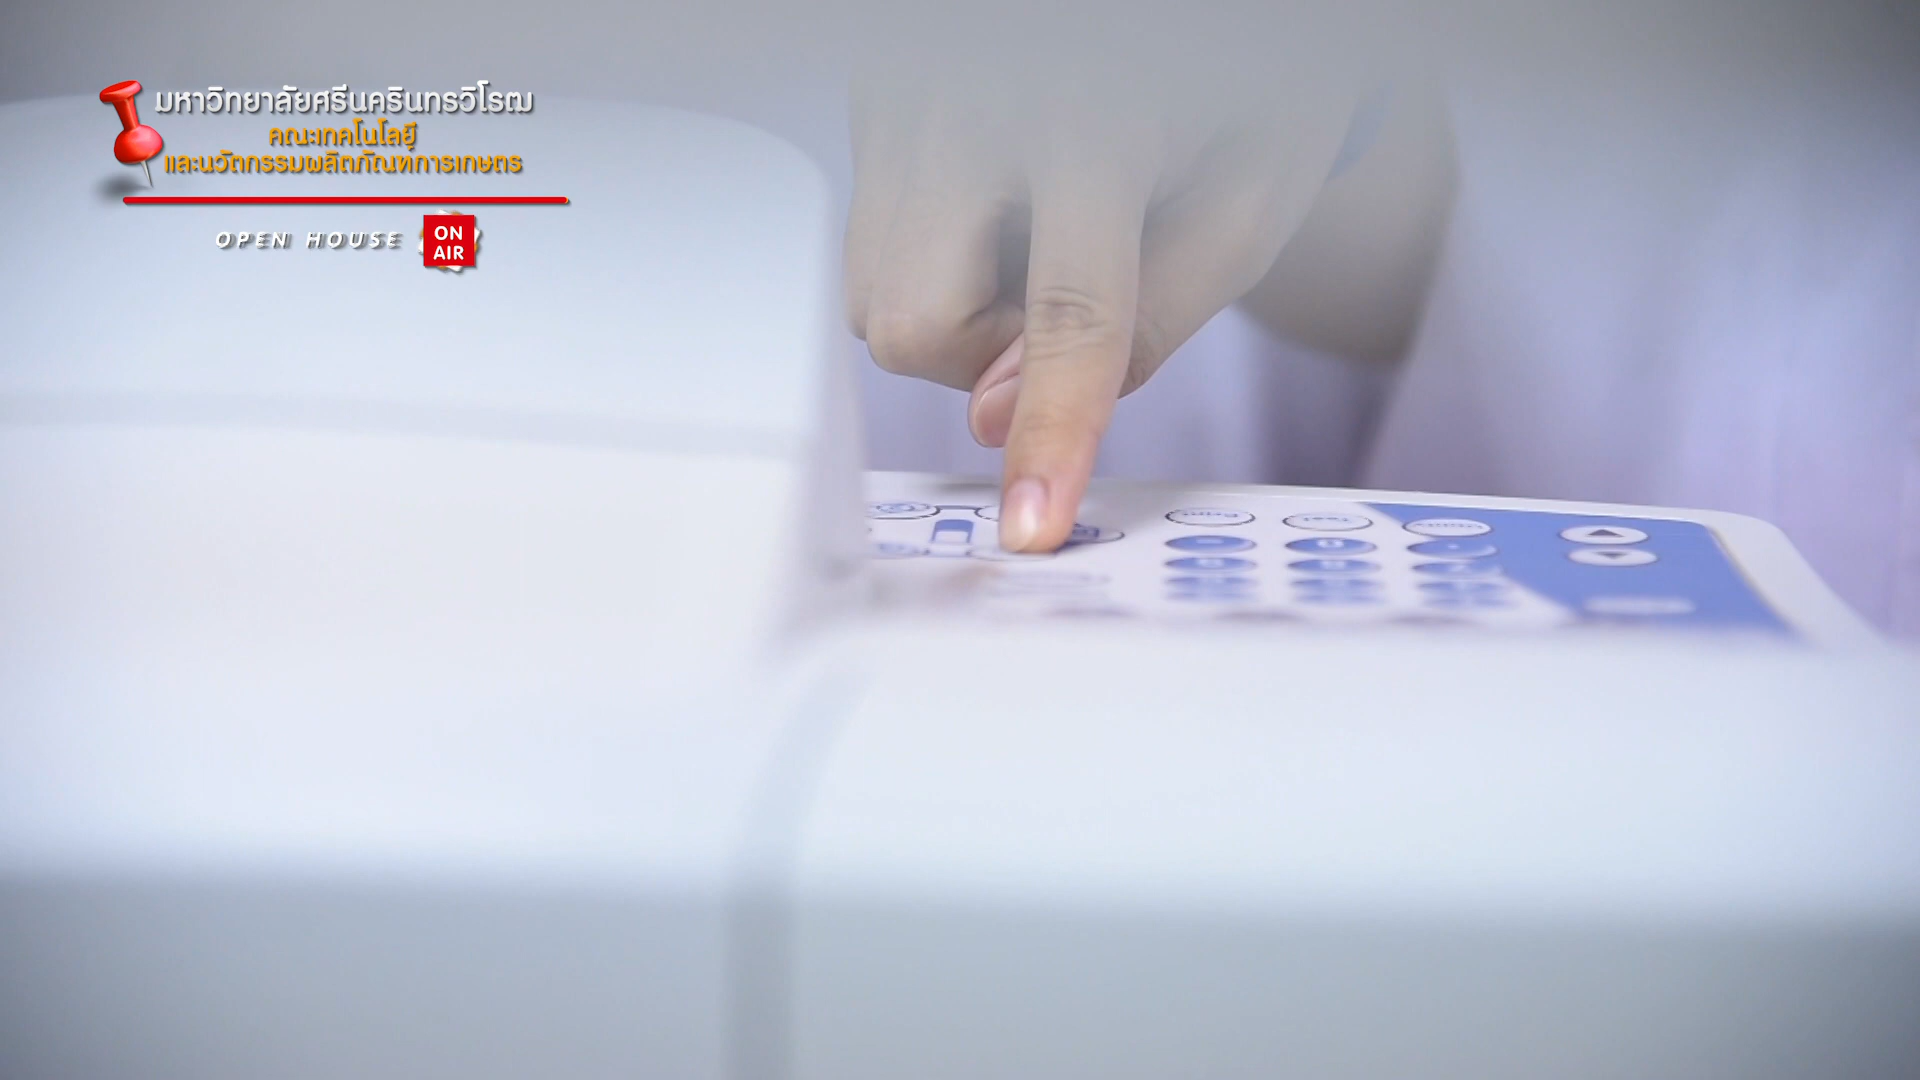 มหาวิทยาลัยศรีนครินทรวิโรฒ
คณะเทคโนโลยี
และนวัตกรรมผลิตภัณฑ์การเกษตร
OPEN HOUSE
ON
AIR
Print
Test